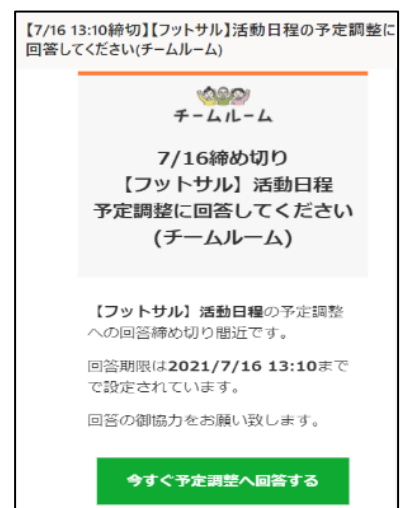 【7/16 13:10締切】【フットサル】活動日程の予定調整に
回答してください(チームルーム)
チームルーム
7/16締め切り
【フットサル】活動日程
予定調整に回答してください
(チームルーム)
【フットサル】活動日程の予定調整
への回答締め切り間近です。
回答期限は2021/7/16 13:10まで
で設定されています。
回答の御協力をお願い致します。
今すぐ予定調整へ回答する